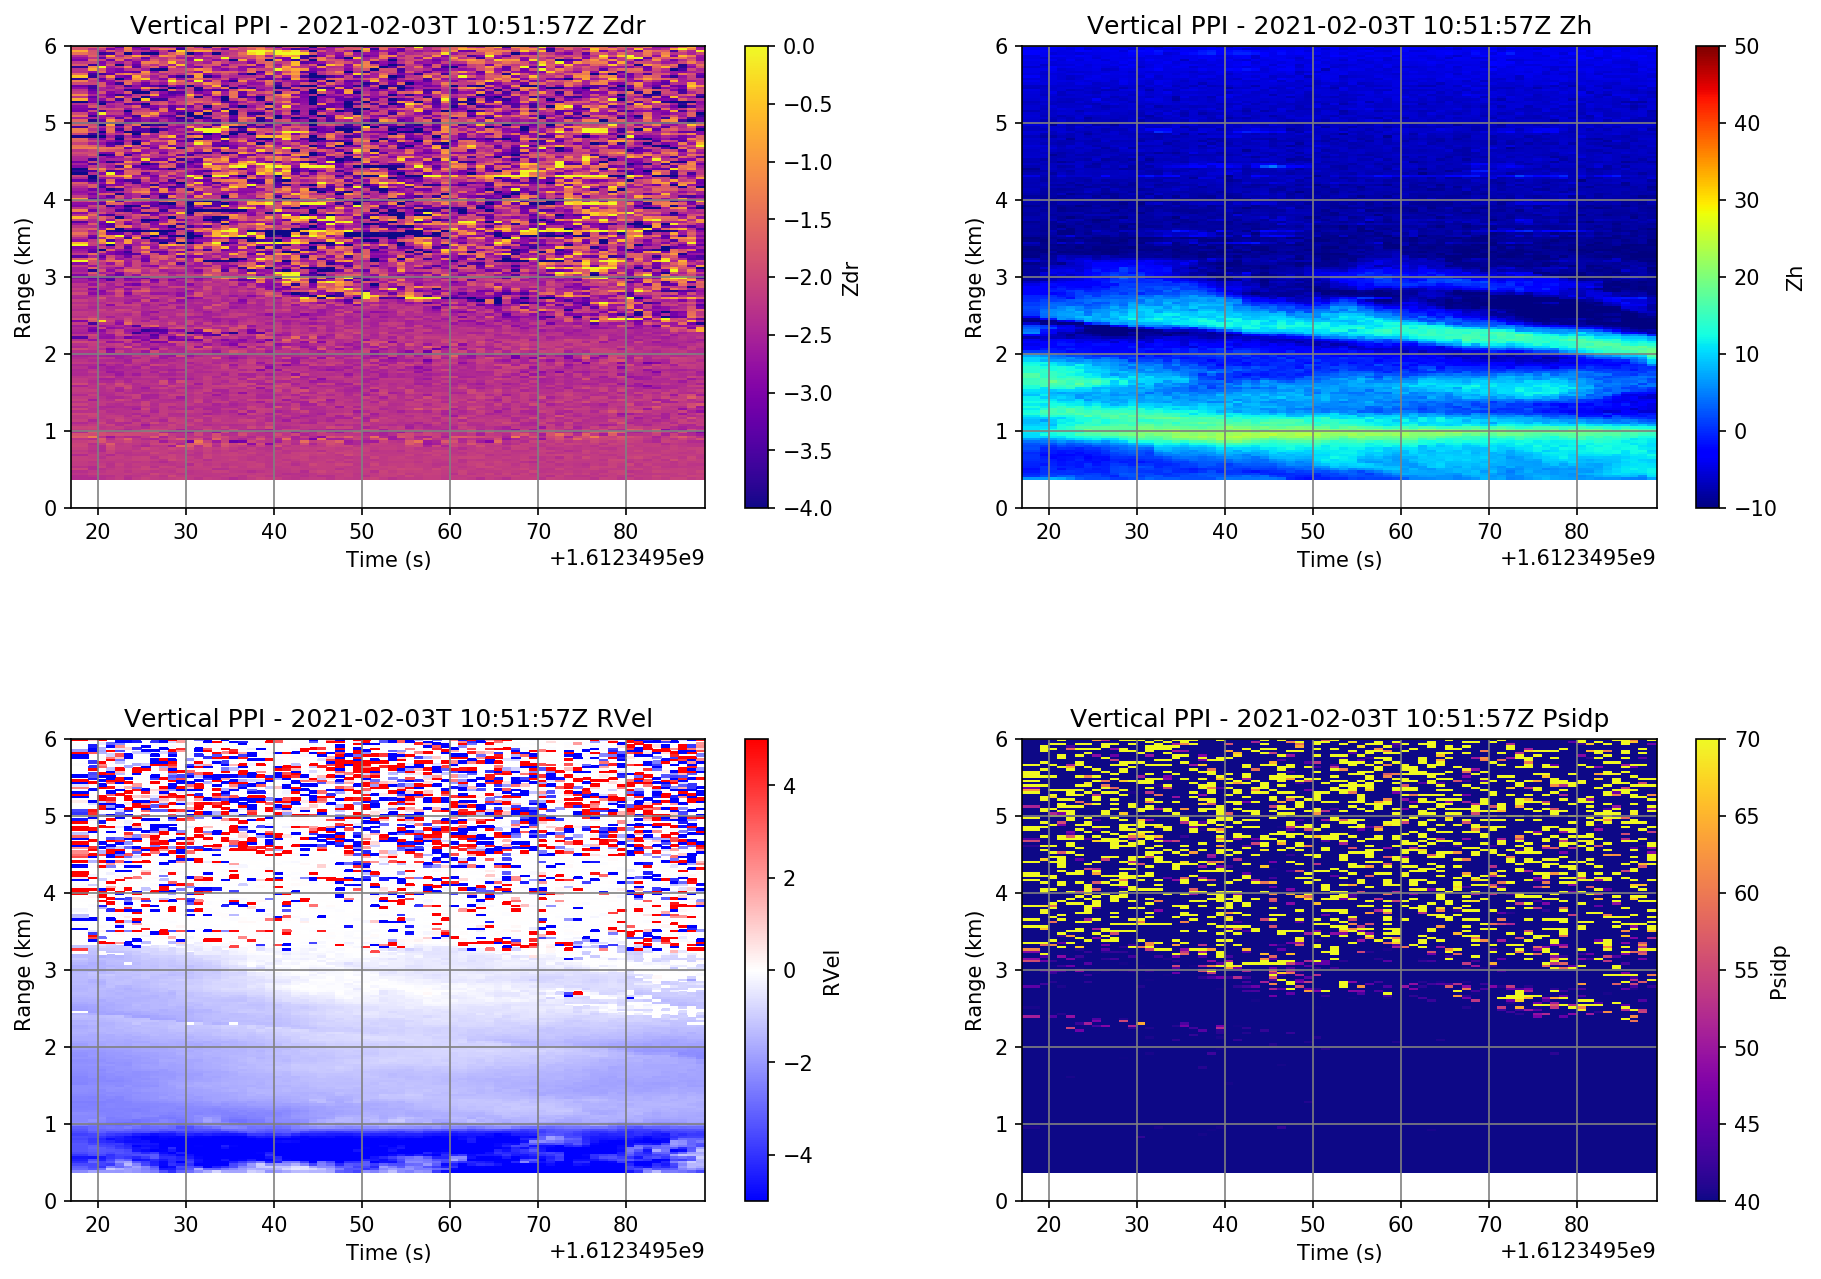 Vertical PPI - 2021-02-03T 10:51:57Z Zdr
6
5
4
3
2
1
0
Range (km)
20 30 40 50 60 70 80
Time (s)
+1.6123495e9
0.0
−0.5
−1.0
−1.5
−2.0
−2.5
−3.0
−3.5
−4.0
Zdr
Vertical PPI - 2021-02-03T 10:51:57Z Zh
6
5
4
3
2
1
0
Range (km)
20 30 40 50 60 70 80
Time (s)
+1.6123495e9
50
40
30
20
10
0
−10
Zh
Vertical PPI - 2021-02-03T 10:51:57Z RVel
6
5
4
3
2
1
0
Range (km)
20 30 40 50 60 70 80
Time (s)
+1.6123495e9
4
2
0
−2
−4
RVel
Vertical PPI - 2021-02-03T 10:51:57Z Psidp
6
5
4
3
2
1
0
Range (km)
20 30 40 50 60 70 80
Time (s)
+1.6123495e9
70
65
60
55
50
45
40
Psidp